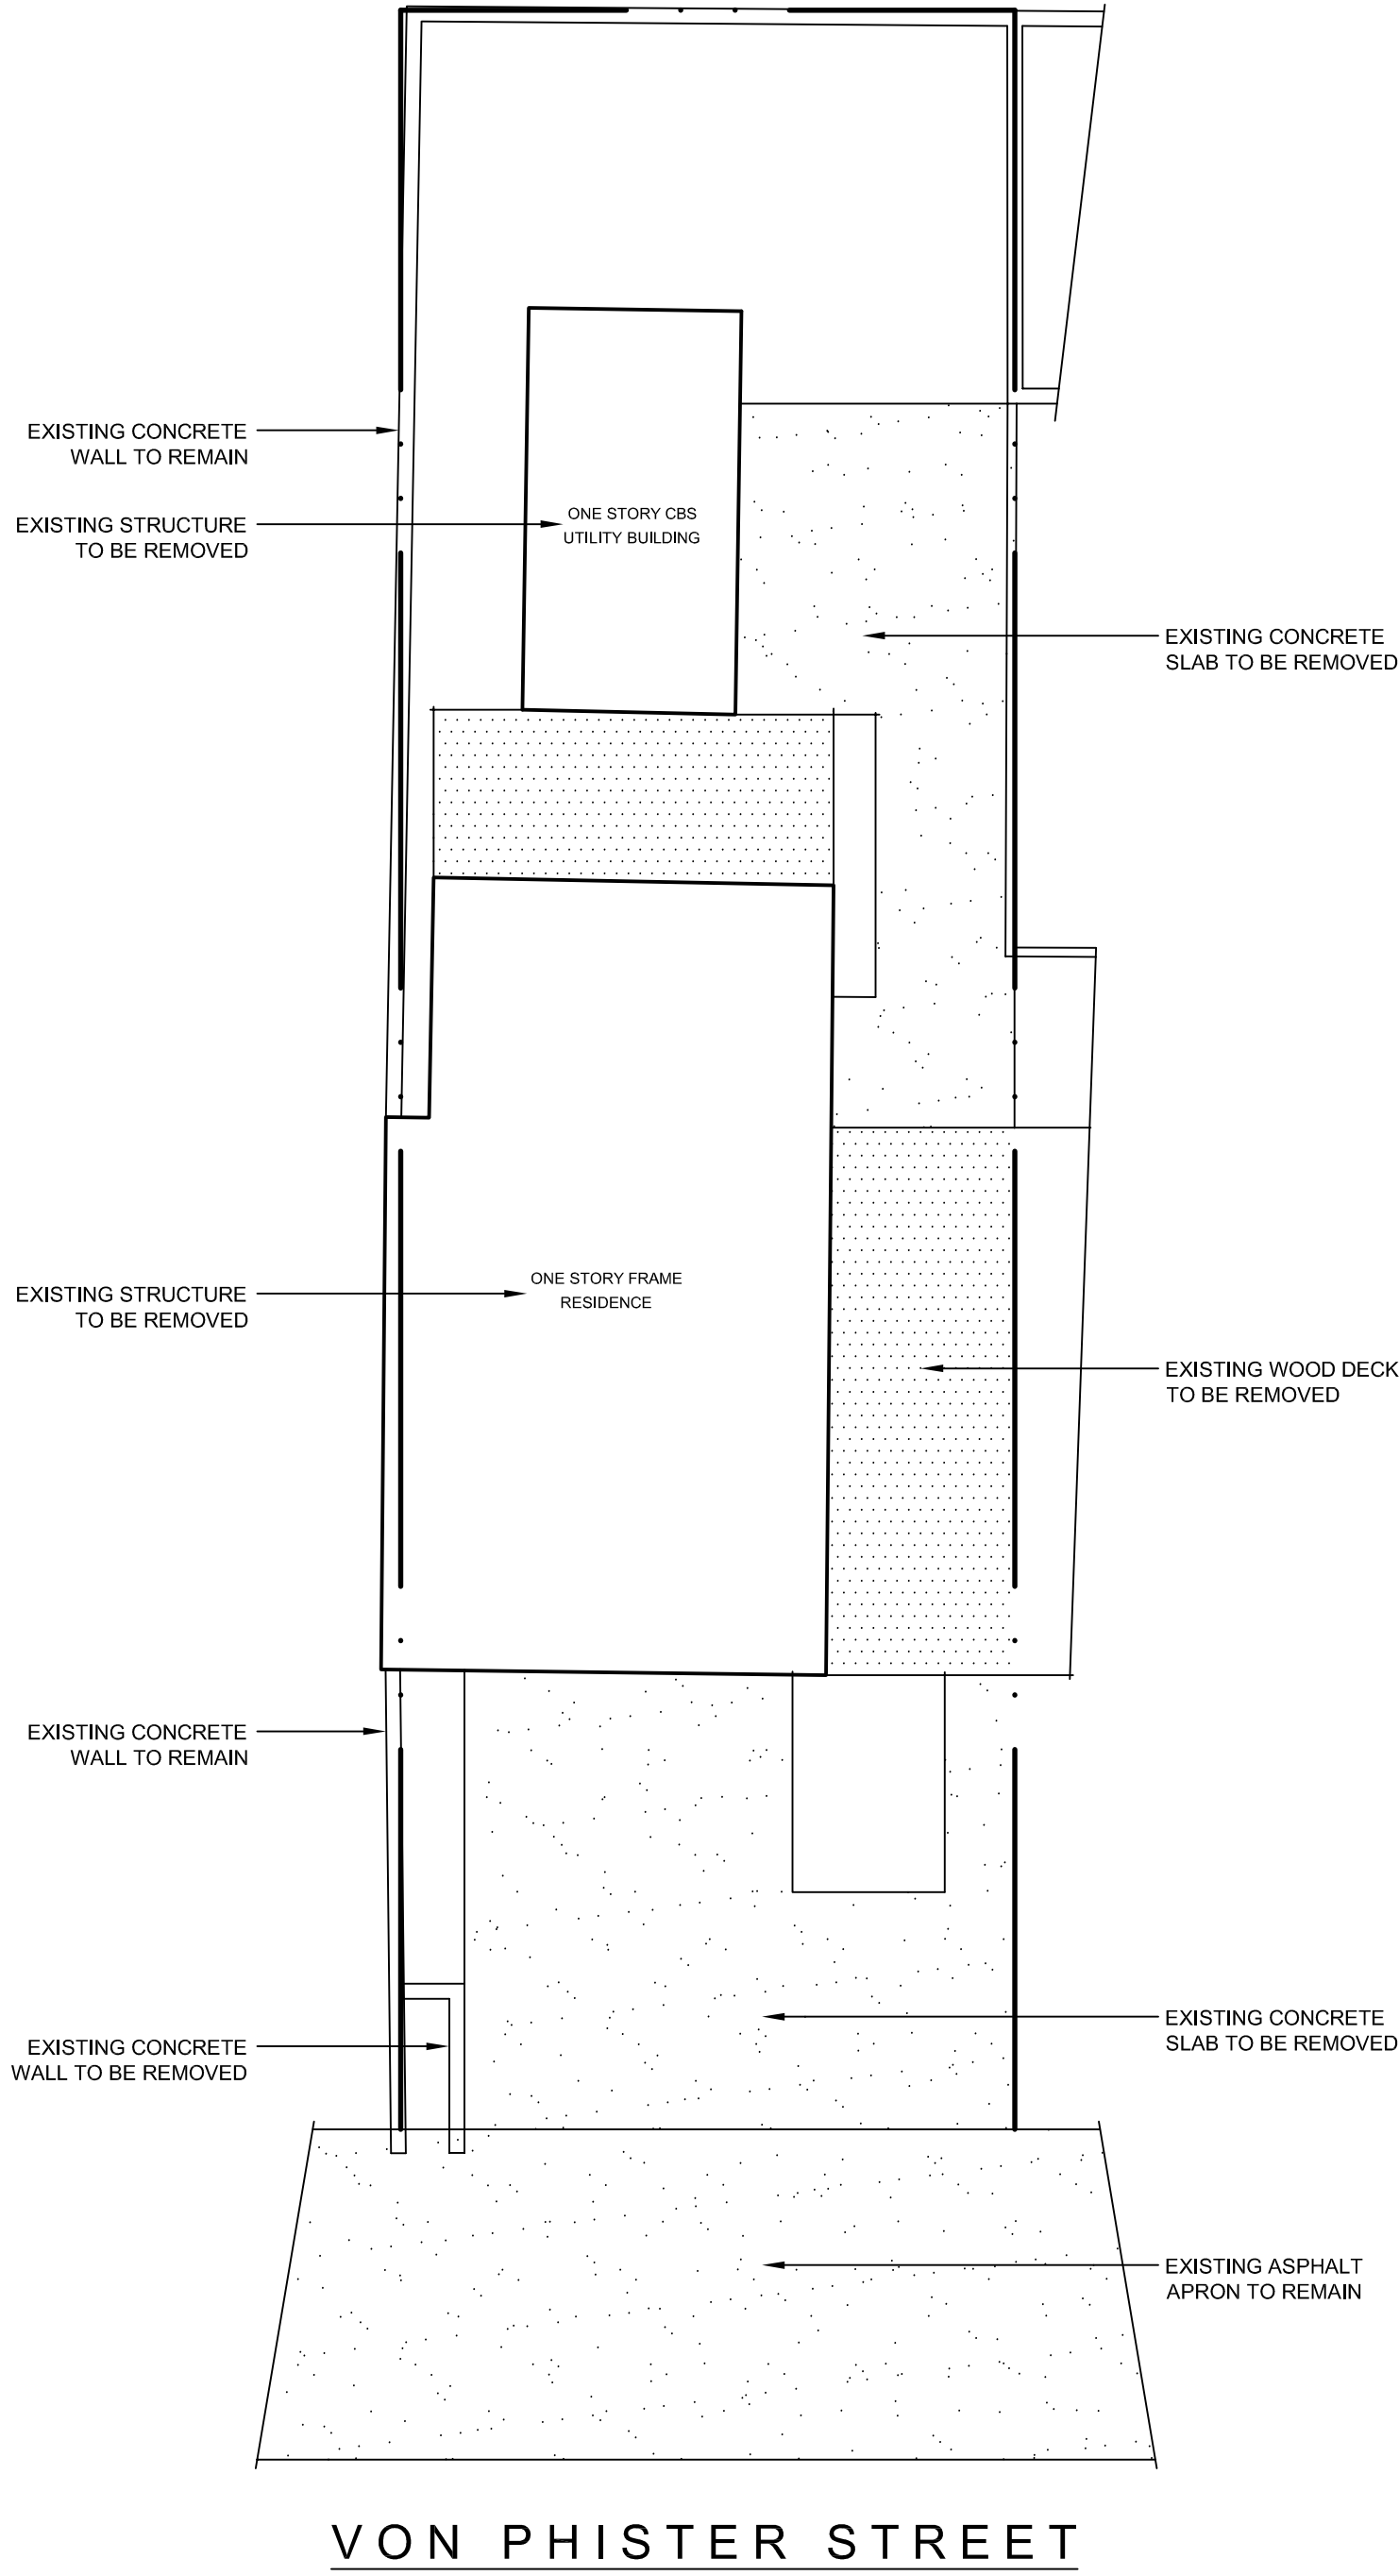 EXISTING CONCRETE
WALL TO REMAIN
EXISTING STRUCTURE
TO BE REMOVED
ONE STORY CBS
UTILITY BUILDING
EXISTING CONCRETE
SLAB TO BE REMOVED
EXISTING STRUCTURE
TO BE REMOVED
ONE STORY FRAME
RESIDENCE
EXISTING WOOD DECK
TO BE REMOVED
EXISTING CONCRETE
WALL TO REMAIN
EXISTING CONCRETE
SLAB TO BE REMOVED
EXISTING CONCRETE
WALL TO BE REMOVED
EXISTING ASPHALT
APRON TO REMAIN
VON PHISTER STREET